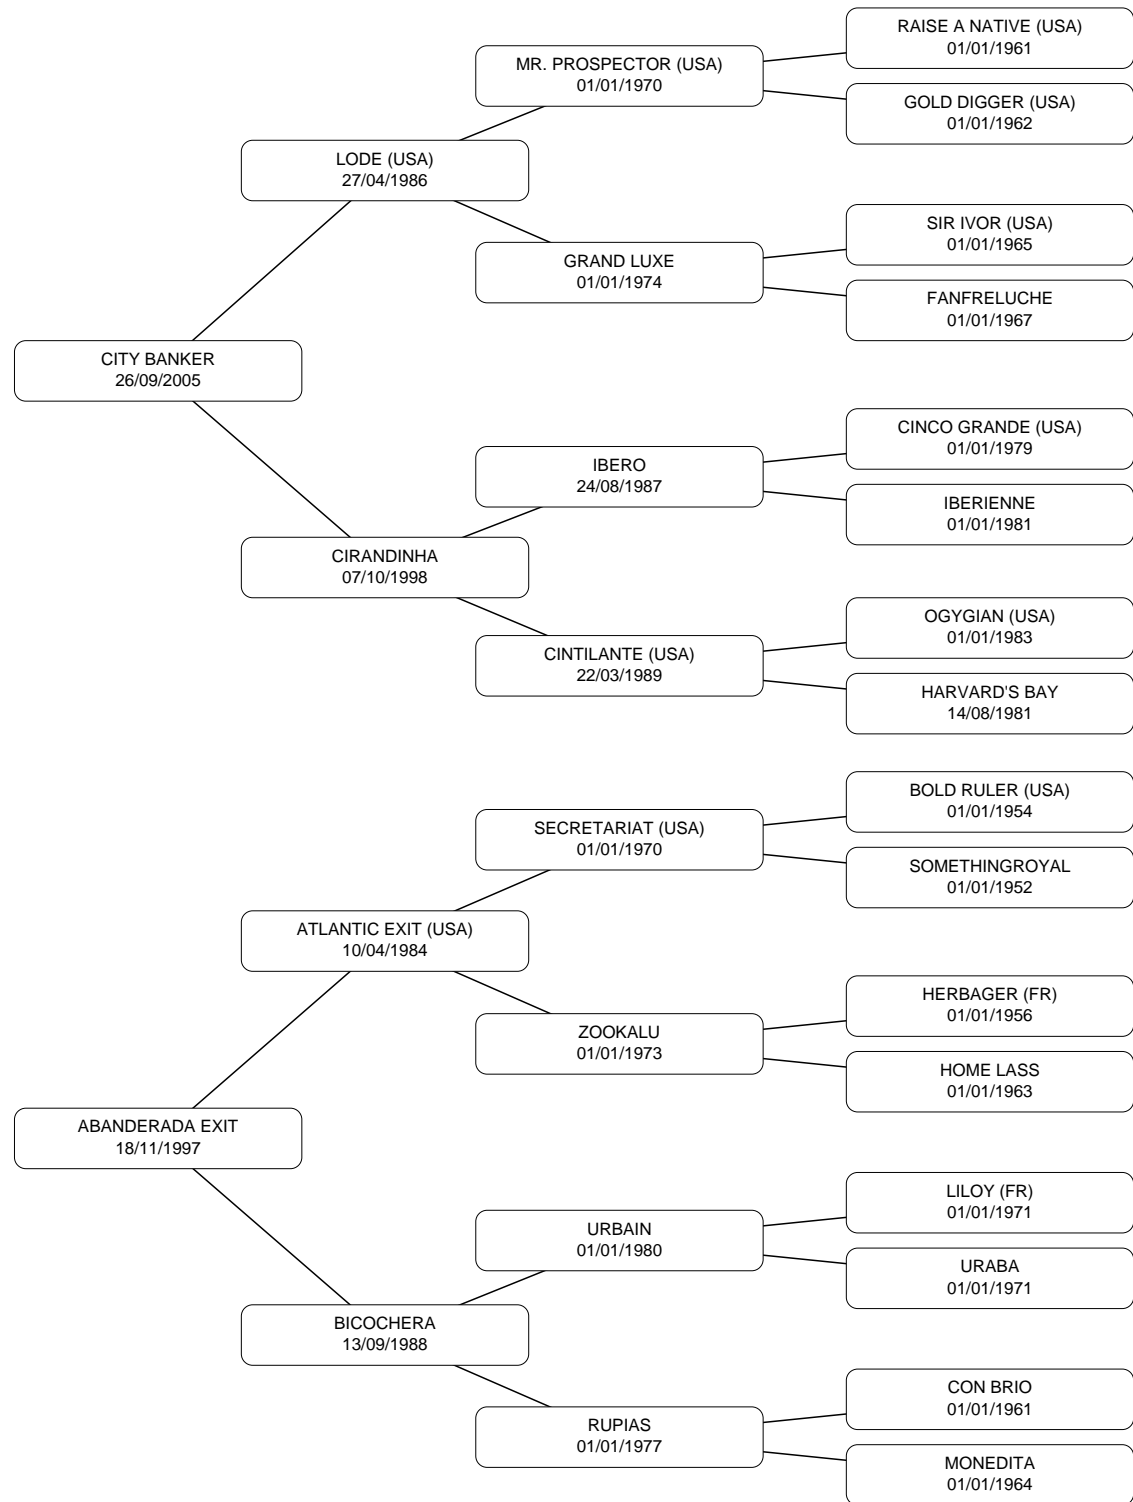 RAISE A NATIVE (USA)
01/01/1961
MR. PROSPECTOR (USA)
01/01/1970
GOLD DIGGER (USA)
01/01/1962
LODE (USA)
27/04/1986
SIR IVOR (USA)
01/01/1965
GRAND LUXE
01/01/1974
FANFRELUCHE
01/01/1967
CITY BANKER
26/09/2005
CINCO GRANDE (USA)
01/01/1979
IBERO
24/08/1987
IBERIENNE
01/01/1981
CIRANDINHA
07/10/1998
OGYGIAN (USA)
01/01/1983
CINTILANTE (USA)
22/03/1989
HARVARD'S BAY
14/08/1981
BOLD RULER (USA)
01/01/1954
SECRETARIAT (USA)
01/01/1970
SOMETHINGROYAL
01/01/1952
ATLANTIC EXIT (USA)
10/04/1984
HERBAGER (FR)
01/01/1956
ZOOKALU
01/01/1973
HOME LASS
01/01/1963
ABANDERADA EXIT
18/11/1997
LILOY (FR)
01/01/1971
URBAIN
01/01/1980
URABA
01/01/1971
BICOCHERA
13/09/1988
CON BRIO
01/01/1961
RUPIAS
01/01/1977
MONEDITA
01/01/1964